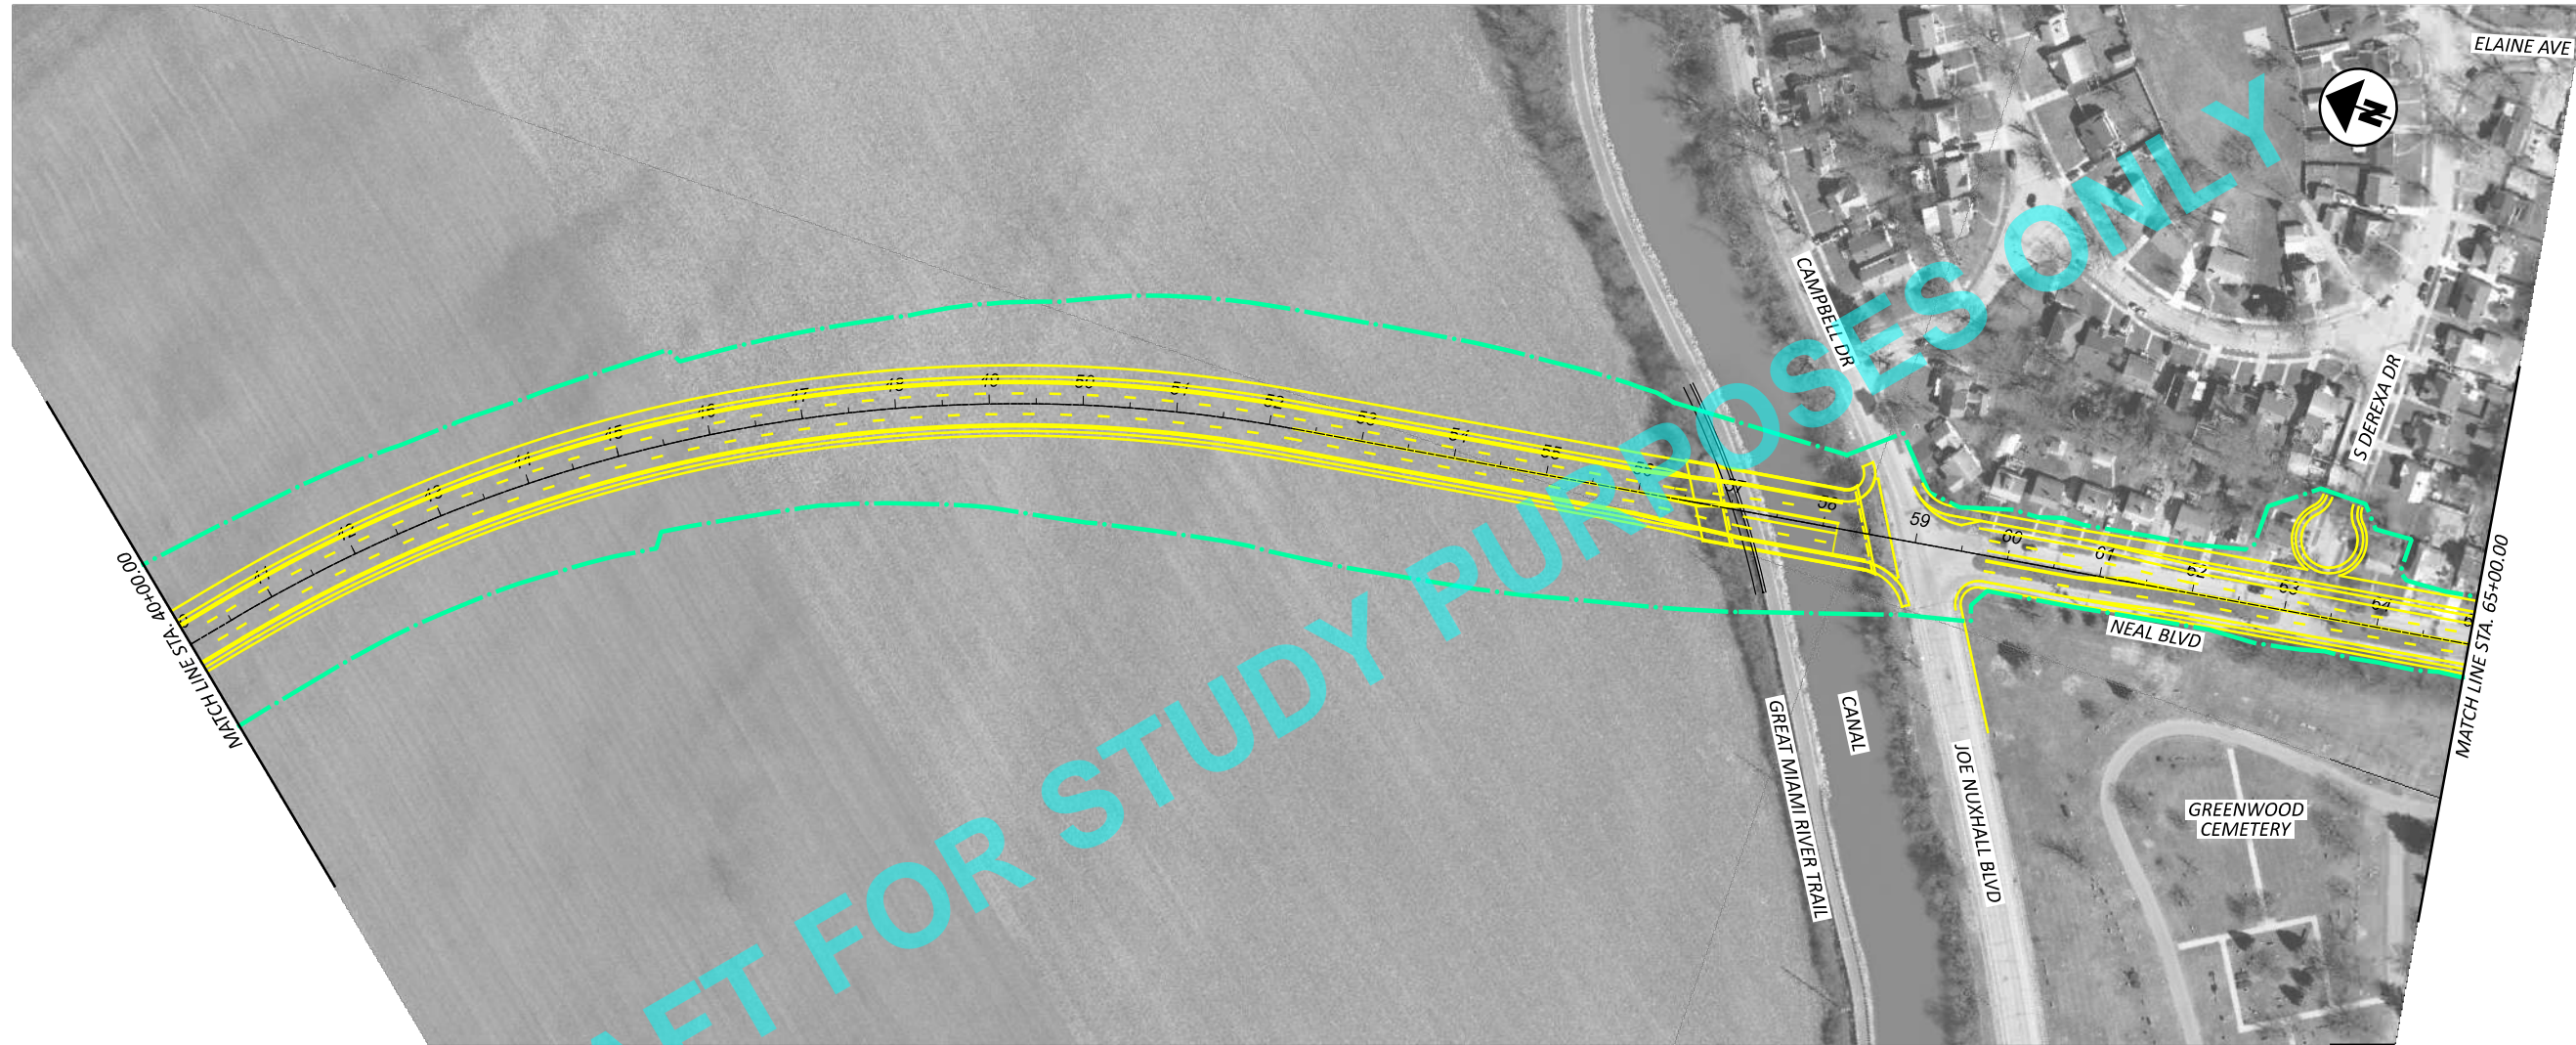 ELAINE AVE
N
CAMPBELL DR
S DEREXA DR
41
42
43
44
45
46
47
48
49
50
51
52
53
54
55
56
57
58
59
60
61
62
63
64
MATCH LINE STA. 40+00.00
MATCH LINE STA. 65+00.00
NEAL BLVD
CANAL
GREAT MIAMI RIVER TRAIL
JOE NUXHALL BLVD
GREENWOOD
CEMETERY
AFT FOR STUDY PURPOSES ONLY